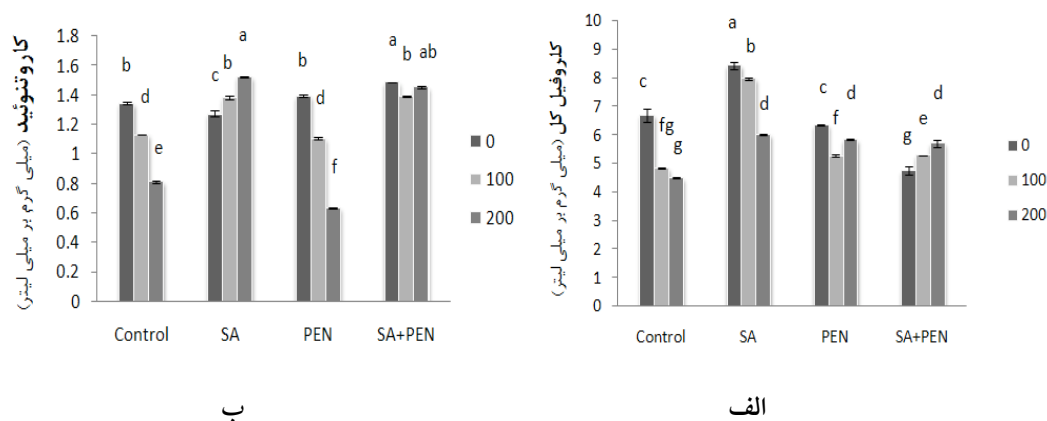 کاروتنوئید (میلی گرم بر میلی لیتر)
1.8
1.6
1.4
1.2
1
0.8
0.6
0.4
0.2
0
b
d
e
c
b
a
b
d
f
a
b
ab
Control
SA
PEN
SA+PEN
0
100
200
ب
کلروفیل کل (میلی گرم بر میلی لیتر)
10
9
8
7
6
5
4
3
2
1
0
c
fg
g
a
b
d
c
f
d
g
e
d
Control
SA
PEN
SA+PEN
0
100
200
الف